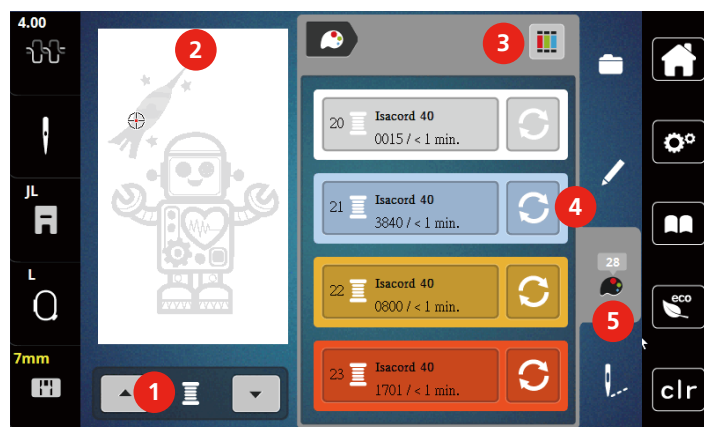 4.00
2
3
20 Isacord 40
0015 / < 1 min.
JL
21 Isacord 40
3840 / < 1 min.
4
28
L
22 Isacord 40
0800 / < 1 min.
eco
5
7mm
23 Isacord 40
1701 / < 1 min.
1
clr